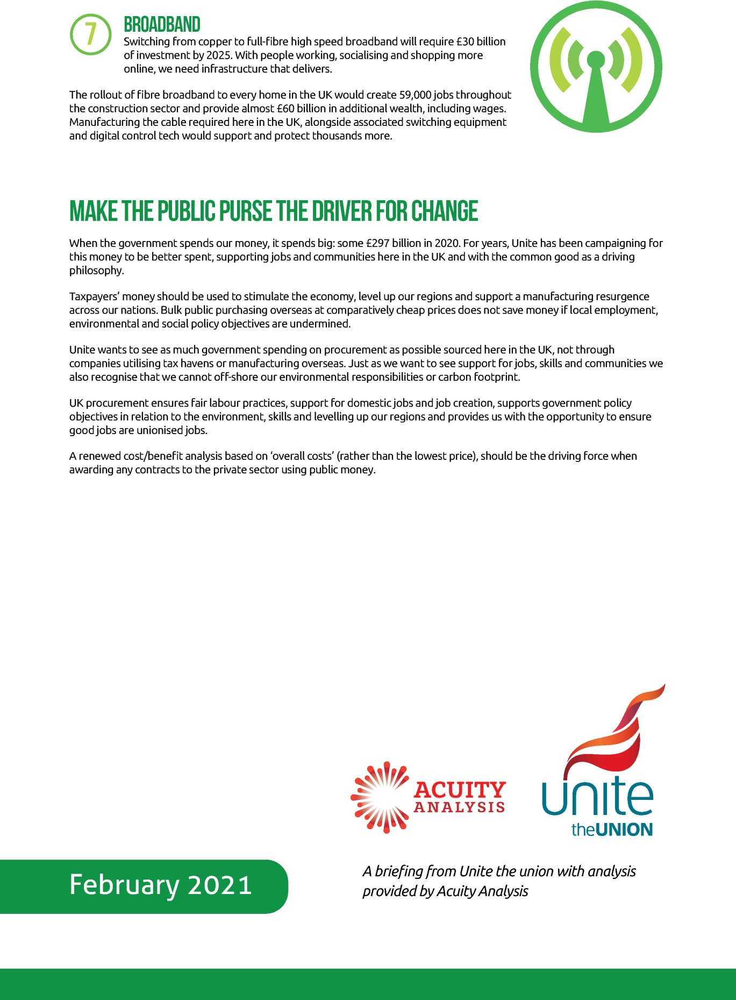 7
BROADBAND
Switching from copper to full-fibre high speed broadband will require £30 billion
of investment by 2025. With people working, socialising and shopping more
online, we need infrastructure that delivers.
The rollout of fibre broadband to every home in the UK would create 59,000 jobs throughout
the construction sector and provide almost £60 billion in additional wealth, including wages.
Manufacturing the cable required here in the UK, alongside associated switching equipment
and digital control tech would support and protect thousands more.
MAKE THE PUBLIC PURSE THE DRIVER FOR CHANGE
When the government spends our money, it spends big: some £297 billion in 2020. For years, Unite has been campaigning for
this money to be better spent, supporting jobs and communities here in the UK and with the common good as a driving
philosophy.
Taxpayers’ money should be used to stimulate the economy, level up our regions and support a manufacturing resurgence
across our nations. Bulk public purchasing overseas at comparatively cheap prices does not save money if local employment,
environmental and social policy objectives are undermined.
Unite wants to see as much government spending on procurement as possible sourced here in the UK, not through
companies utilising tax havens or manufacturing overseas. Just as we want to see support for jobs, skills and communities we
also recognise that we cannot off-shore our environmental responsibilities or carbon footprint.
UK procurement ensures fair labour practices, support for domestic jobs and job creation, supports government policy
objectives in relation to the environment, skills and levelling up our regions and provides us with the opportunity to ensure
good jobs are unionised jobs.
A renewed cost/benefit analysis based on ‘overall costs’ (rather than the lowest price), should be the driving force when
awarding any contracts to the private sector using public money.
ACUITY
ANALYSIS
unite
theUNION
February 2021
A briefing from Unite the union with analysis
provided by Acuity Analysis